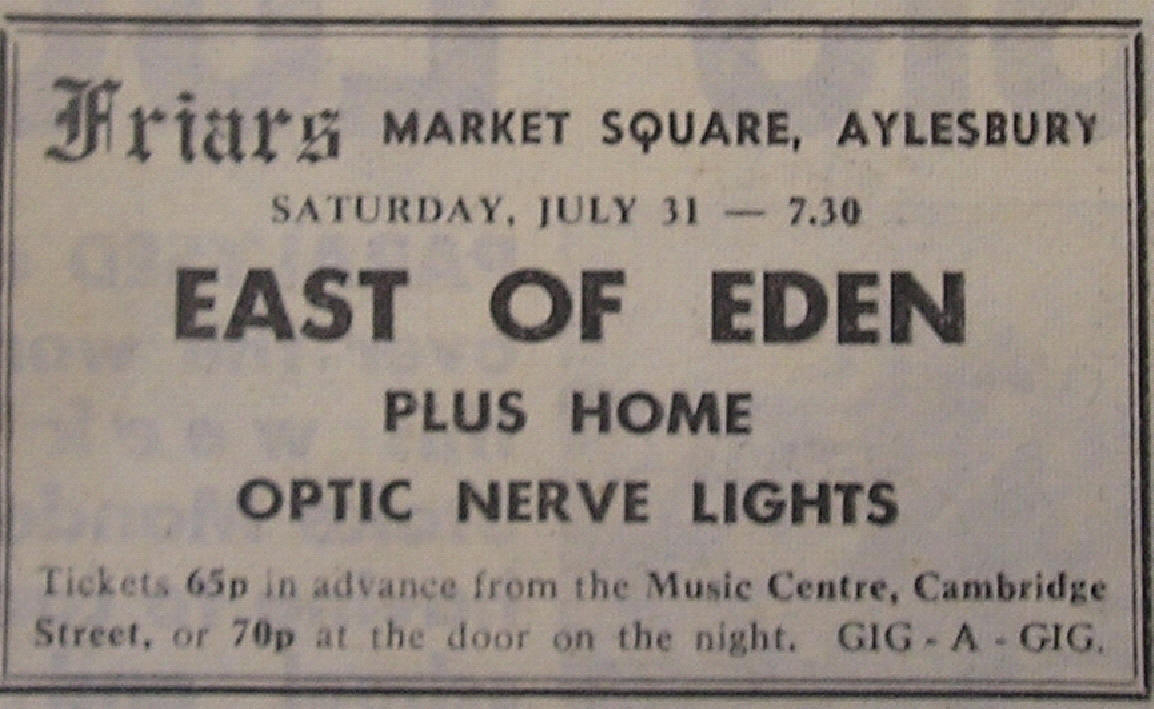 Friars MARKET SQUARE, AYLESBURY
SATURDAY, JULY 31 — 7.30
EAST OF EDEN
PLUS HOME
OPTIC NERVE LIGHTS
Tickets 65p in advance from the Music Centre, Cambridge
Street, or 70p at the door on the night. GIG - A - GIG.